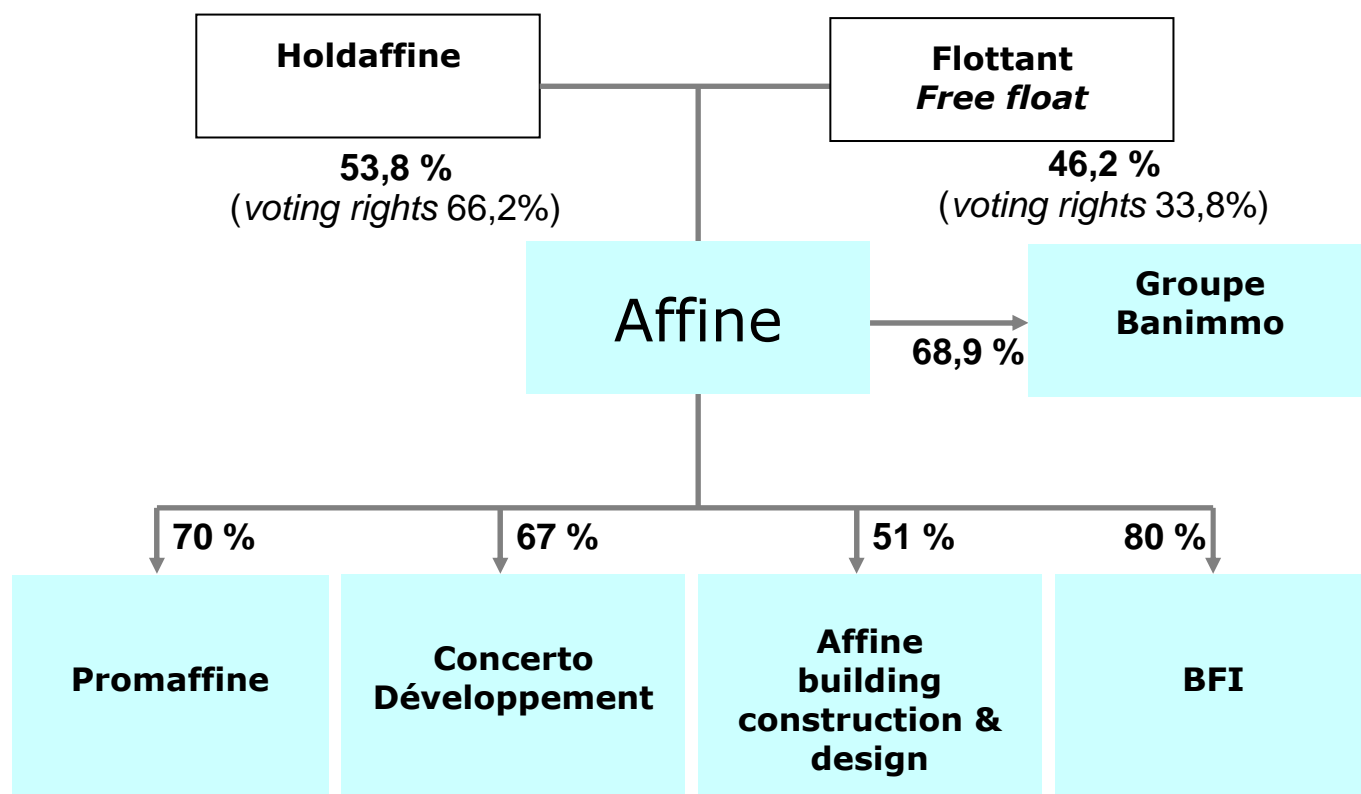 Holdaffine
Flottant
Free float
53,8 %
(voting rights 66,2%)
46,2 %
(voting rights 33,8%)
Affine
68,9 %
Groupe
Banimmo
70 %
67 %
51 %
80 %
Promaffine
Concerto
Développement
Affine
building
construction &
design
BFI